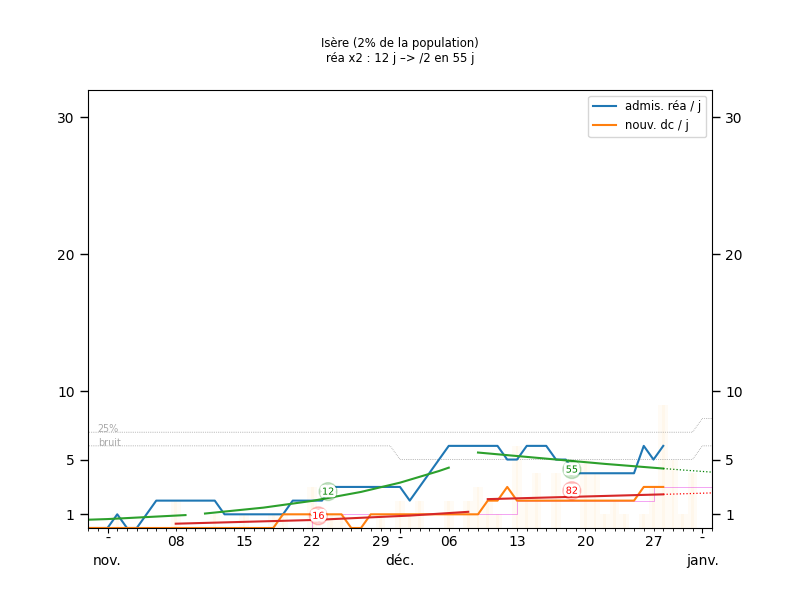 Isère (2% de la population)
réa x2 : 12 j –> /2 en 55 j
admis. réa / j
nouv. dc / j
30 30
20 20
10 10
25%
bruit
5 5
55
12
82
16
1 1
- 08 15 22 29 - 06 13 20 27 -
nov. déc. janv.